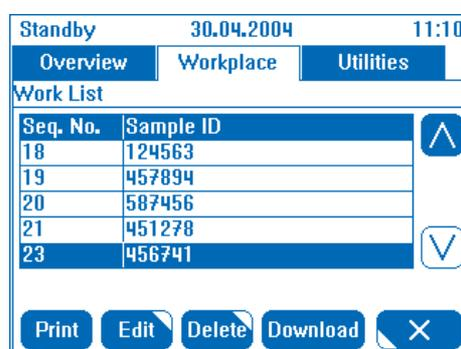 Standby 30.04.2004 11:10
Overview Workplace Utilities
Work List
Seq. No. Sample ID
18 124563
19 457894
20 587456
21 451278
23 456741
Print Edit Delete Download